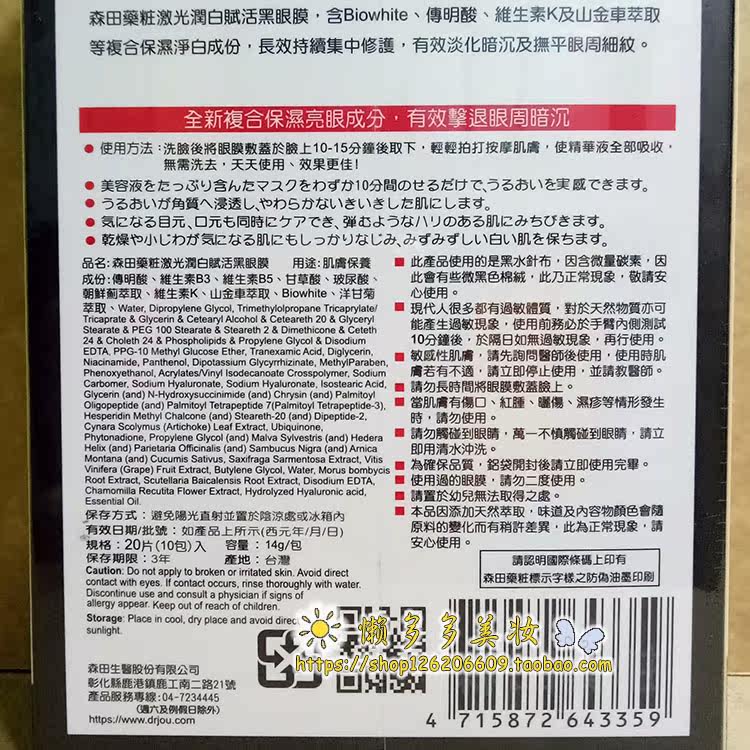 森田藥粧激光潤白賦活黑眼膜，含Biowhite、傳明酸、維生素K及山金車萃取
等複合保濕淨白成份，長效持續集中修護，有效淡化暗沉及撫平眼周細紋。
全新複合保濕亮眼成分，有效擊退眼周暗沉
● 使用方法：洗臉後將眼膜敷蓋於臉上10-15分鐘後取下，輕輕拍打按摩肌膚，使精華液全部吸收，
無需洗去，天天使用、效果更佳!
● 美容液をたっぷり含んたマスクをわずか10分間のせるだけで、うるおいを実感できます。
● うるおいが角質へ浸透し、やわらかないきいきした肌にします。
● 気になる目元、口元も同時にケアでき、弾むようなハリのある肌にみちびきます。
● 乾燥や小じわが気になる肌にもしっかりなじみ、みずみずしい白い肌を保ちます。
品名：森田藥粧激光潤白賦活黑眼膜 用途：肌膚保養
成份：傳明酸、維生素B3、維生素B5、甘草酸、玻尿酸、
朝鮮薊萃取、維生素K、山金車萃取、Biowhite、洋甘菊
萃取、Water, Dipropylene Glycol, Trimethylolpropane Tricaprylate/
Tricaprate & Glycerin & Cetearyl Alcohol & Ceteareth 20 & Glyceryl
Stearate & PEG 100 Stearate & Steareth 2 & Dimethicone & Ceteth
24 & Choleth 24 & Phospholipids & Propylene Glycol & Disodium
EDTA, PPG-10 Methyl Glucose Ether, Tranexamic Acid, Diglycerin,
Niacinamide, Panthenol, Dipotassium Glycyrrhizinate, MethylParaben,
Phenoxyethanol, Acrylates/Vinyl Isodecanoate Crosspolymer, Sodium
Carbomer, Sodium Hyaluronate, Sodium Hyaluronate, Isostearic Acid,
Glycerin (and) N-Hydroxysuccinimide (and) Chrysin (and) Palmitoyl
Oligopeptide (and) Palmitoyl Tetrapeptide 7(Palmitoyl Tetrapeptide-3),
Hesperidin Methyl Chalcone (and) Steareth-20 (and) Dipeptide-2,
Cynara Scolymus (Artichoke) Leaf Extract, Ubiquinone,
Phytonadione, Propylene Glycol (and) Malva Sylvestris (and) Hedera
Helix (and) Parietaria Officinalis (and) Sambucus Nigra (and) Arnica
Montana (and) Cucumis Sativus, Saxifraga Sarmentosa Extract, Vitis
Vinifera (Grape) Fruit Extract, Butylene Glycol, Water, Morus bombycis
Root Extract, Scutellaria Baicalensis Root Extract, Disodium EDTA,
Chamomilla Recutita Flower Extract, Hydrolyzed Hyaluronic acid,
Essential Oil.
保存方式：避免陽光直射並置於陰涼處或冰箱內
有效日期/批號：如產品上所示(西元年/月/日)
規格：20片(10包)入 容量：14g/包
保存期限：3年 產地：台灣
Caution: Do not apply to broken or irritated skin. Avoid direct
contact with eyes. If contact occurs, rinse thoroughly with water.
Discontinue use and consult a physician if signs of
allergy appear. Keep out of reach of children.
Storage: Place in cool, dry place and avoid direc
sunlight.
■ 此產品使用的是黑水針布，因含微量碳素，因
此會有些微黑色棉絨，此乃正常現象，敬請安
心使用。
■ 現代人很多都有過敏體質，對於天然物質亦可
能產生過敏現象，使用前務必於手臂內側測試
10分鐘後，於隔日如無過敏現象，再行使用。
■ 敏感性肌膚，請先詢問醫師後使用，使用時肌
膚若有不適，請立即停止使用，並請教醫師。
■ 請勿長時間將眼膜敷蓋臉上。
■ 當肌膚有傷口、紅腫、曬傷、濕疹等情形發生
時，請勿使用。
■ 請勿觸碰到眼睛，萬一不慎觸碰到眼睛，請立
即用清水沖洗。
■ 為確保品質，鋁袋開封後請立即使用完畢。
■ 使用過的眼膜，請勿二度使用。
■ 請置於幼兒無法取得之處。
■ 本品因添加天然萃取，味道及內容物顏色會隨
原料的變化而有稍許差異，此為正常現象，請
安心使用。
請認明國際條碼上印有
森田藥粧標示字樣之防偽油墨印刷
懶多多美妝
https://shop126206609.taobao.com
森田生醫股份有限公司
彰化縣鹿港鎮鹿工南二路21號
產品服務專線:04-7234445
(週六及例假日除外)
https://www.drjou.com
4 715872 643359